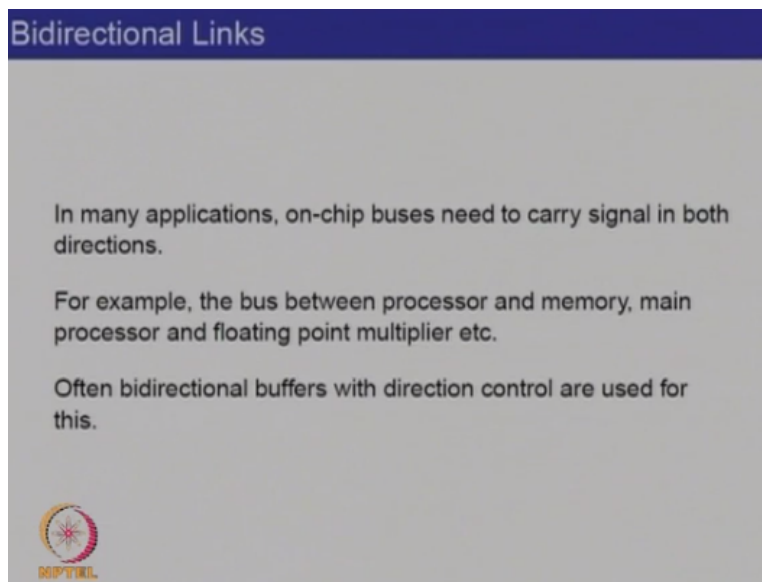 Bidirectional Links
In many applications, on-chip buses need to carry signal in both
directions.
For example, the bus between processor and memory, main
processor and floating point multiplier etc.
Often bidirectional buffers with direction control are used for
this.
NPTEL